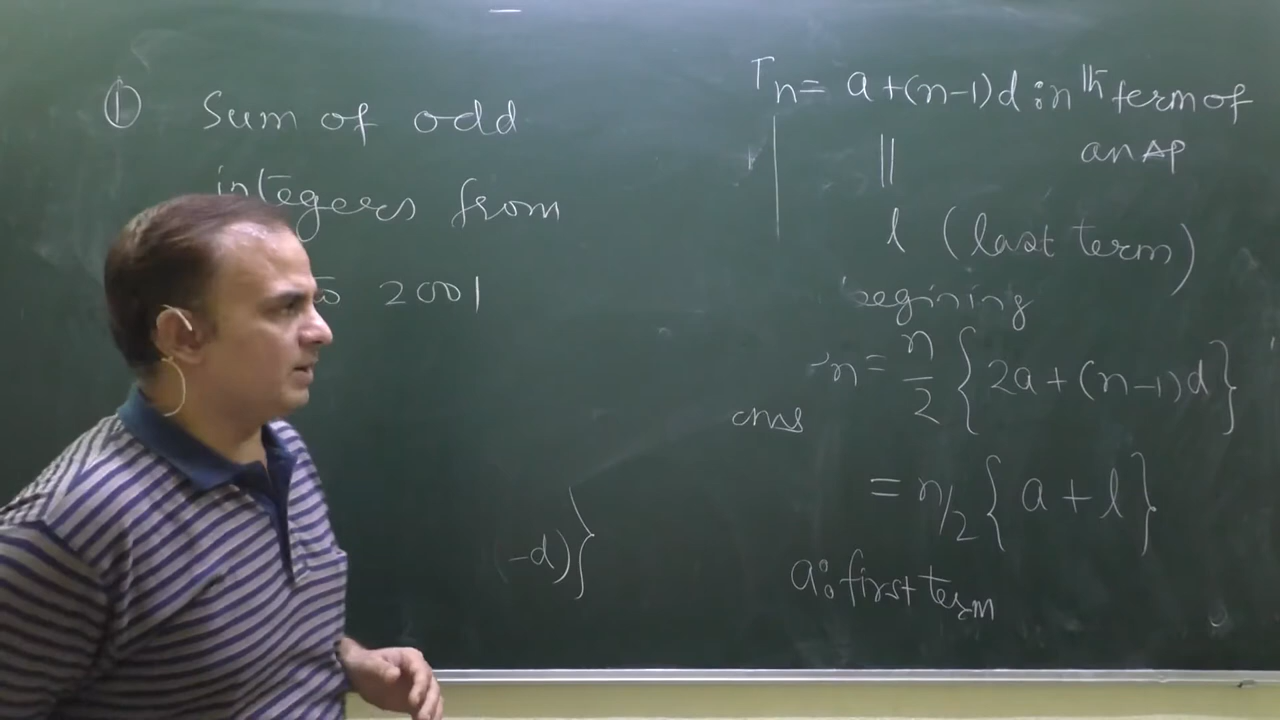 ① Sum of odd
integers from
to 2001
Tn = a+(n-1)d : nth term of
an AP
||
l (last term)
begining
n = n/2 {2a+(n-1)d}
= n/2 {a+l}
a: first term
-d)}